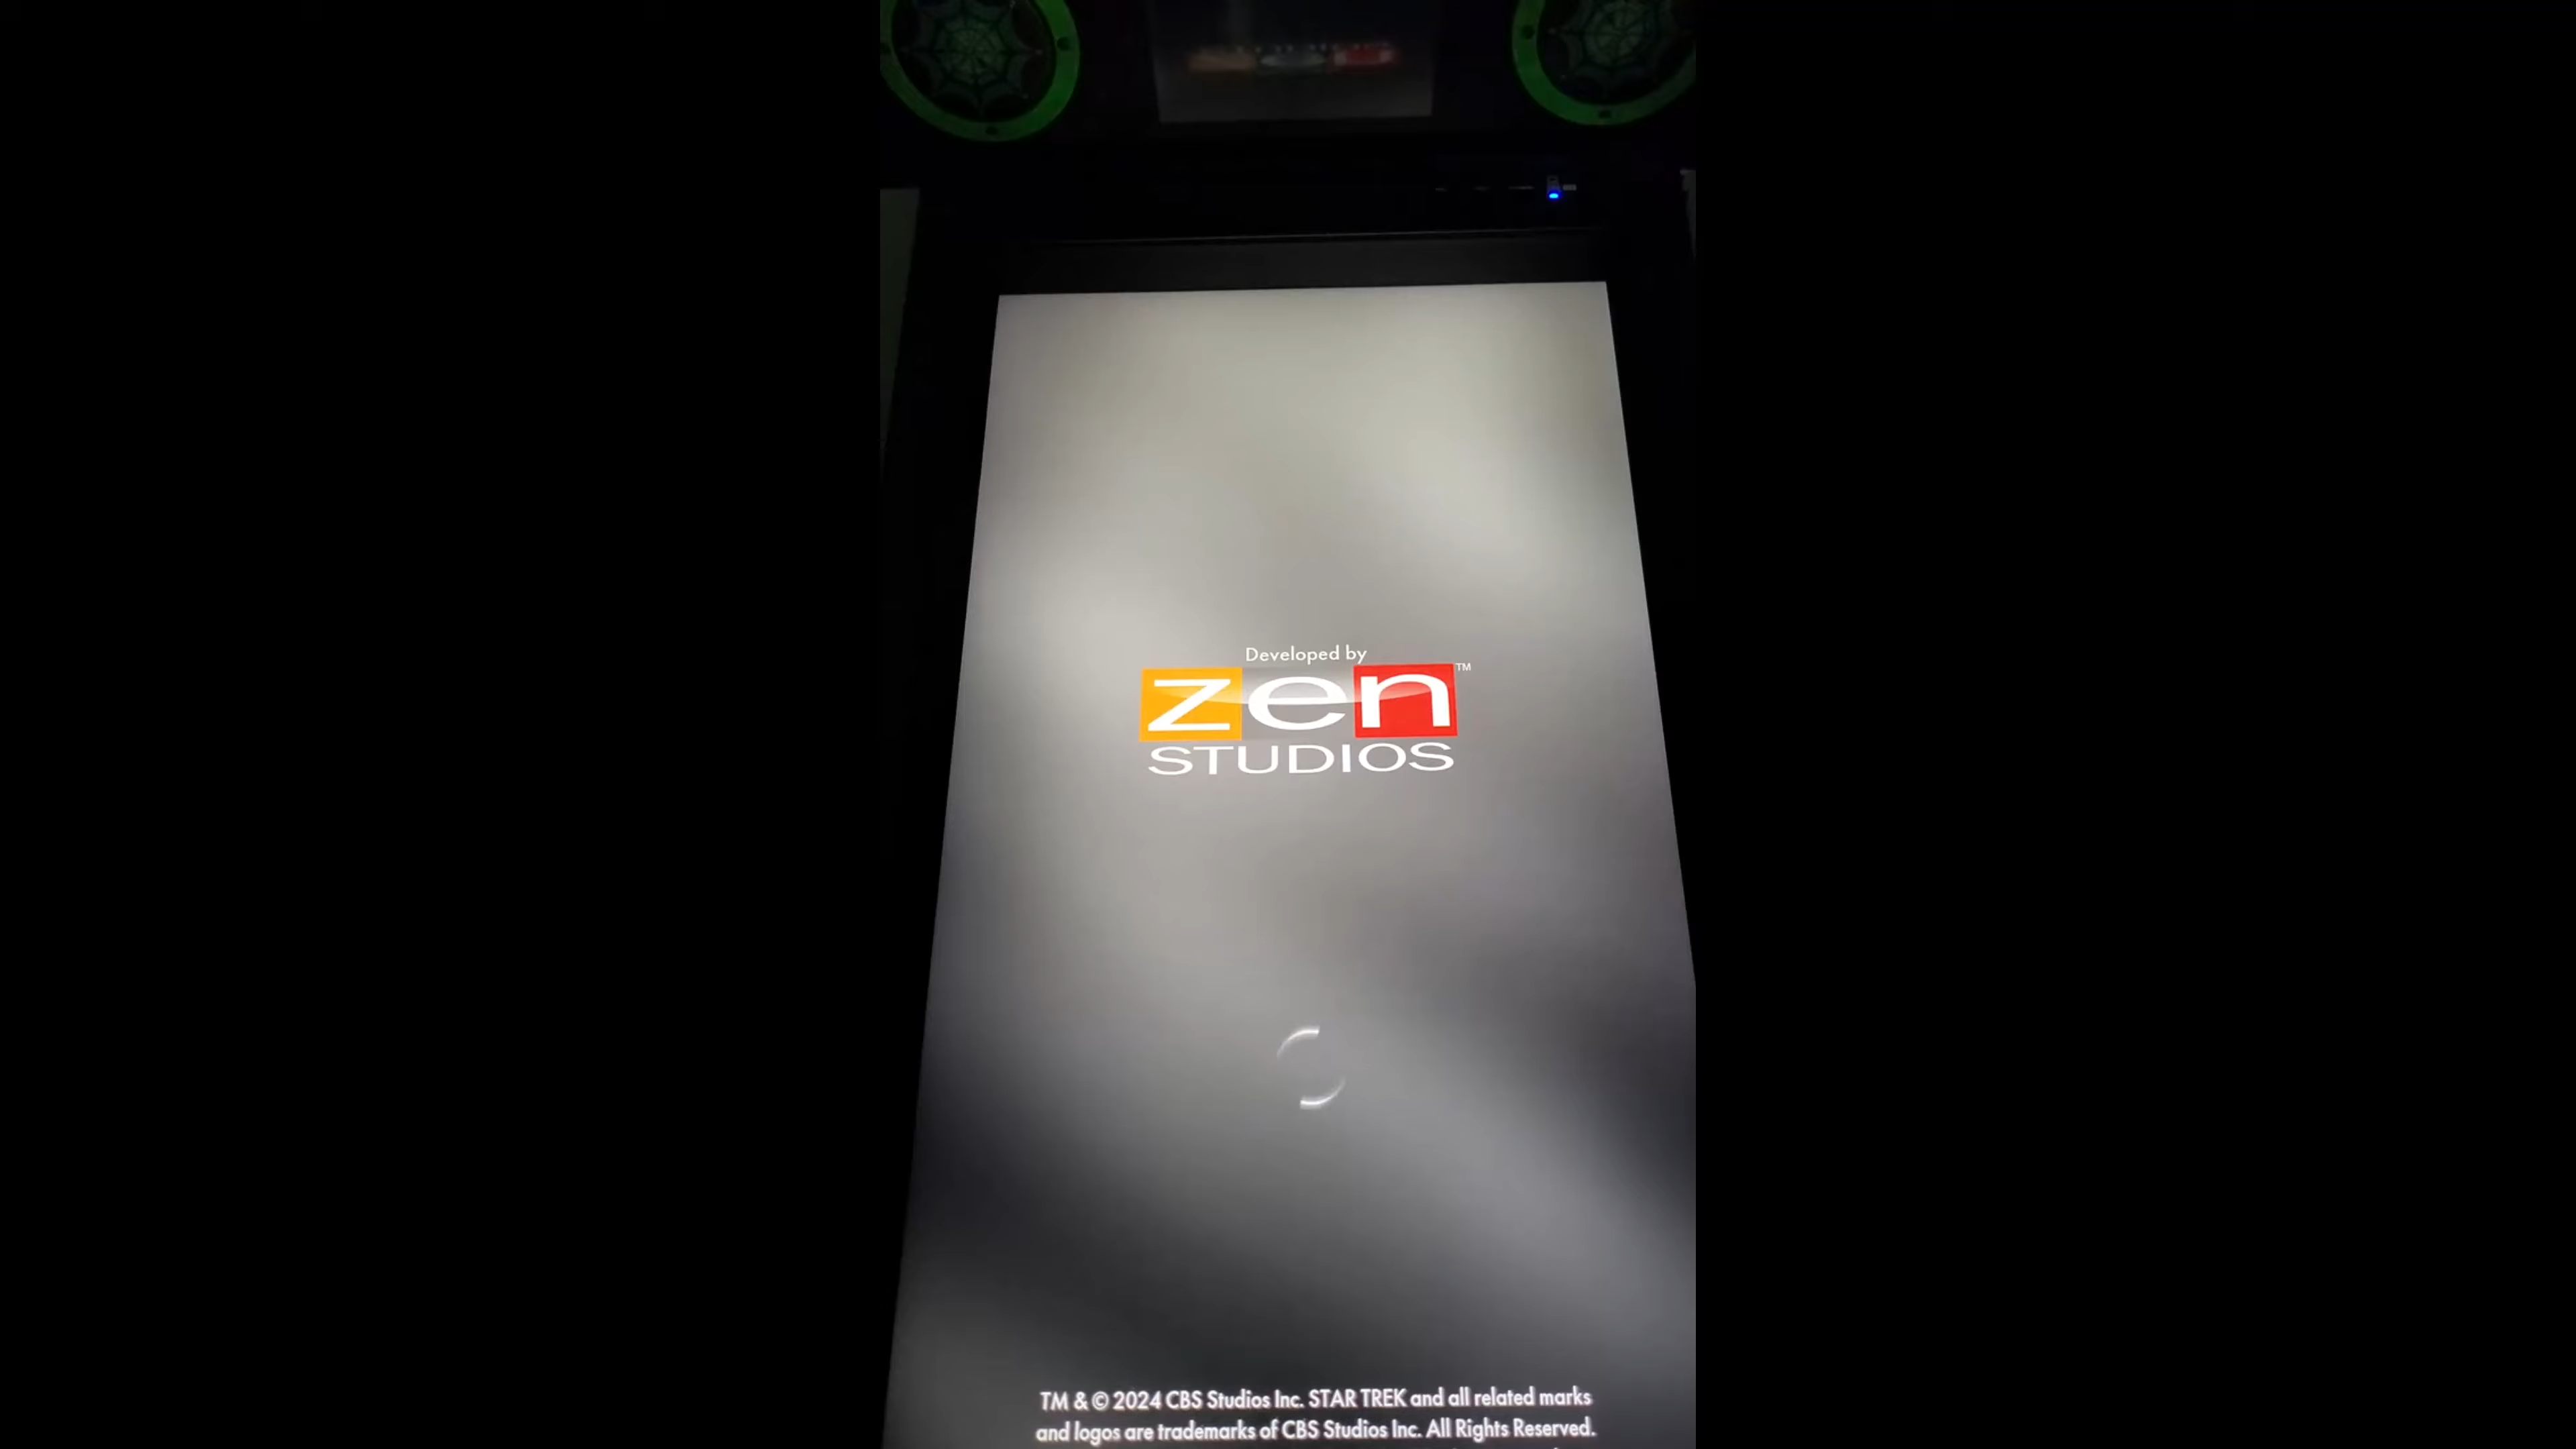 Developed by
zen™
STUDIOS
TM & © 2024 CBS Studios Inc. STAR TREK and all related marks
and logos are trademarks of CBS Studios Inc. All Rights Reserved.